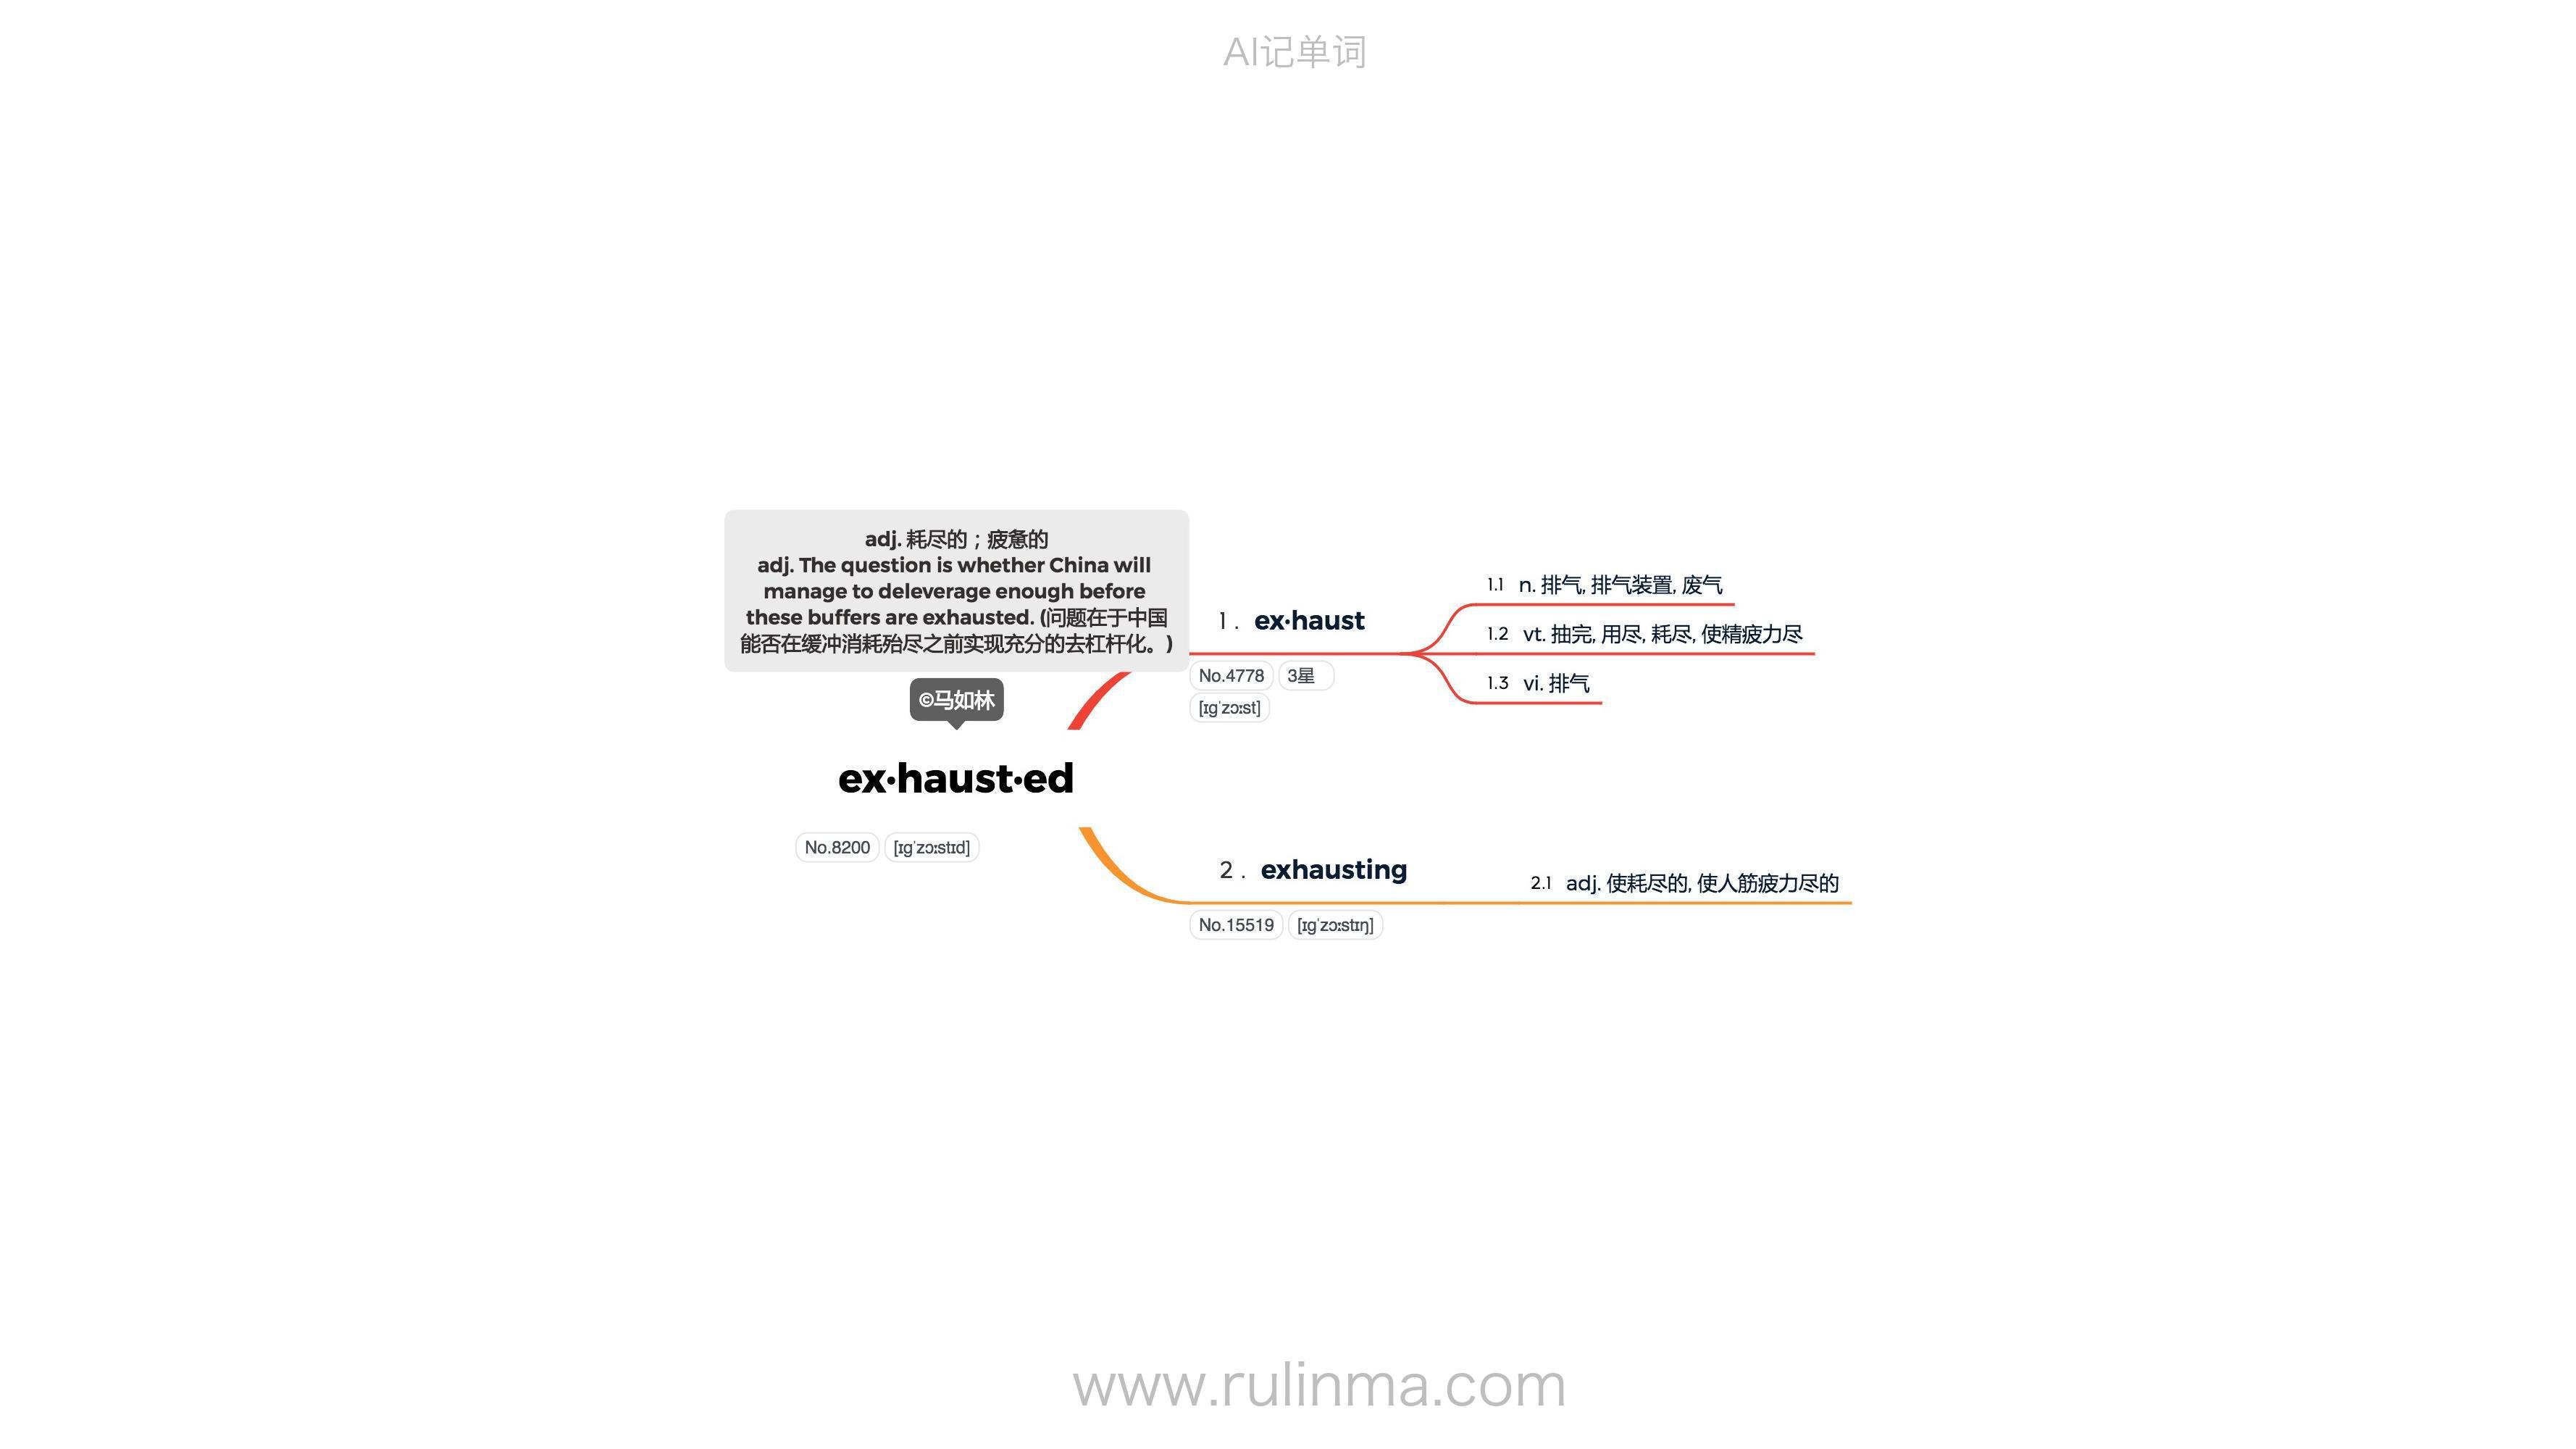 AI记单词
adj. 耗尽的；疲惫的
adj. The question is whether China will
manage to deleverage enough before
these buffers are exhausted. (问题在于中国
能否在缓冲消耗殆尽之前实现充分的去杠杆化。)
©马如林
ex·haust·ed
No.8200 [ɪgˈzɔːstɪd]
1. ex·haust
No.4778 3星
[ɪgˈzɔːst]
1.1 n. 排气, 排气装置, 废气
1.2 vt. 抽完, 用尽, 耗尽, 使精疲力尽
1.3 vi. 排气
2. exhausting
No.15519 [ɪgˈzɔːstɪŋ]
2.1 adj. 使耗尽的, 使人筋疲力尽的
www.rulinma.com